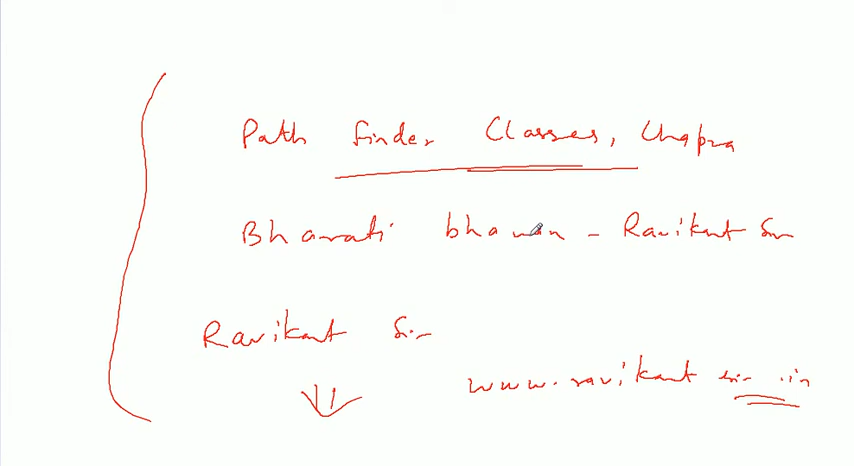 Path finder Classes, Chapra
Bharati bhawan - Ravikant Sir
Ravikant Sir
www.ravikantsir.in